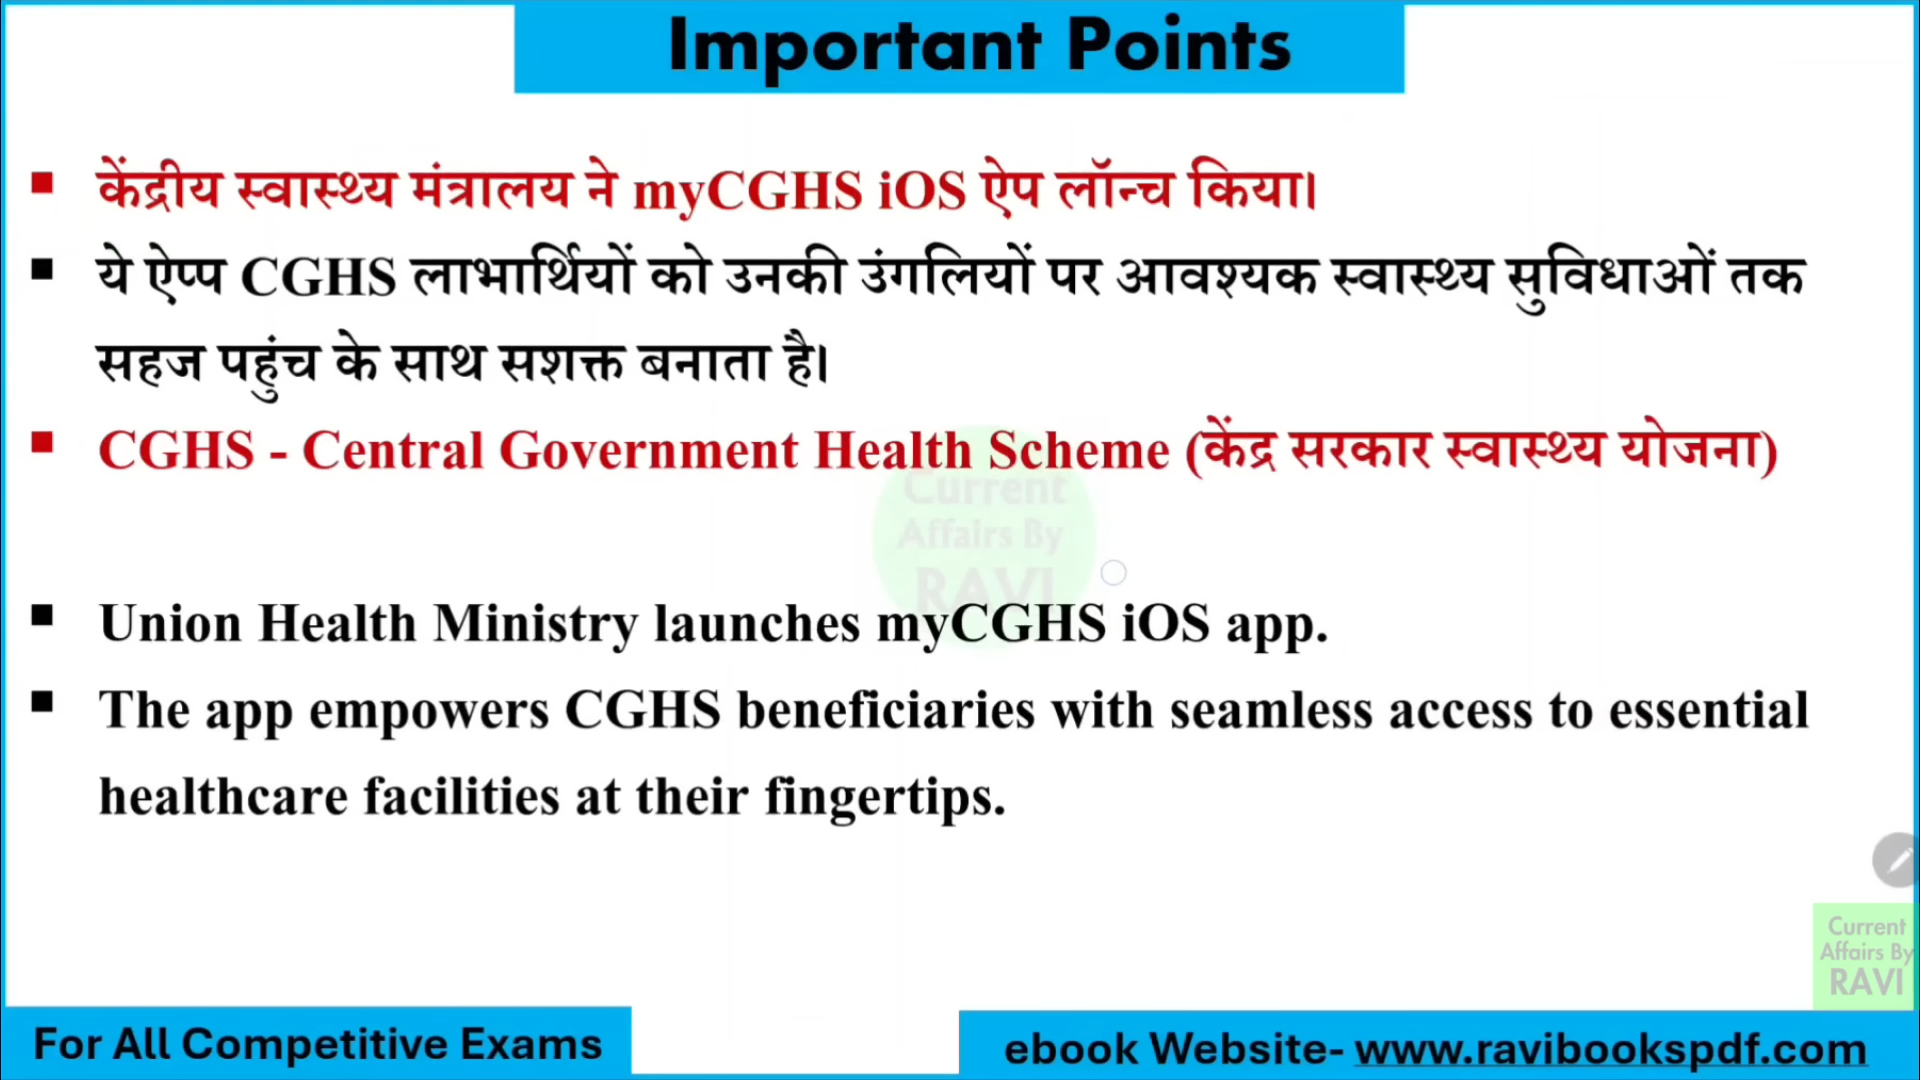 Important Points
केंद्रीय स्वास्थ्य मंत्रालय ने myCGHS iOS ऐप लॉन्च किया।
ये ऐप्प CGHS लाभार्थियों को उनकी उंगलियों पर आवश्यक स्वास्थ्य सुविधाओं तक
सहज पहुंच के साथ सशक्त बनाता है।
CGHS - Central Government Health Scheme (केंद्र सरकार स्वास्थ्य योजना)
Current
Affairs By
RAVI
Union Health Ministry launches myCGHS iOS app.
The app empowers CGHS beneficiaries with seamless access to essential
healthcare facilities at their fingertips.
Current
Affairs By
RAVI
For All Competitive Exams
ebook Website- www.ravibookspdf.com